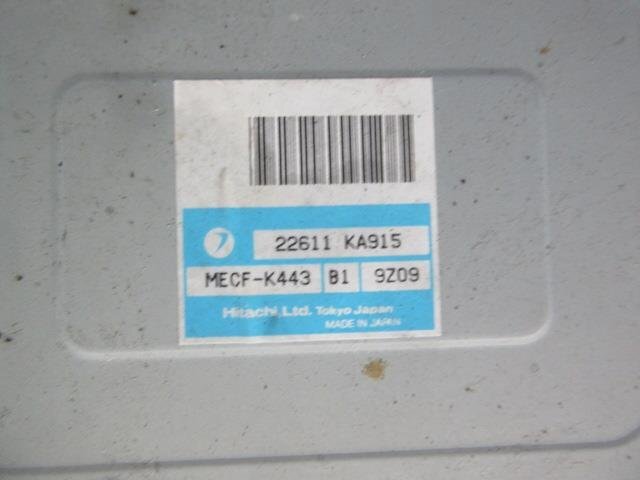 22611 KA915
MECF-K443 B1 9Z09
Hitachi, Ltd. Tokyo Japan
MADE IN JAPAN